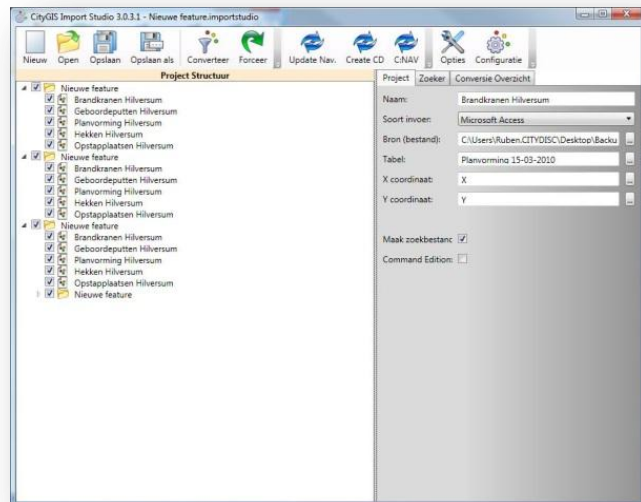 CityGIS Import Studio 3.0.3.1 - Nieuwe feature.importstudio
Nieuw Open Opslaan Opslaan als Converteer Forceer Update Nav. Create CD C:NAV Opties Configuratie
Project Structuur
Nieuwe feature
Brandkranen Hilversum
Geboordeputten Hilversum
Planvorming Hilversum
Hekken Hilversum
Opstapplaatsen Hilversum
Nieuwe feature
Brandkranen Hilversum
Geboordeputten Hilversum
Planvorming Hilversum
Hekken Hilversum
Opstapplaatsen Hilversum
Nieuwe feature
Brandkranen Hilversum
Geboordeputten Hilversum
Planvorming Hilversum
Hekken Hilversum
Opstapplaatsen Hilversum
Nieuwe feature
Project Zoeker Conversie Overzicht
Naam: Brandkranen Hilversum
Soort invoer: Microsoft Access
Bron (bestand): C:\Users\Ruben.CITYDISC\Desktop\Backu ...
Tabel: Planvorming 15-03-2010 ...
X coordinaat: X ...
Y coordinaat: Y ...
Maak zoekbestanc
Command Edition: